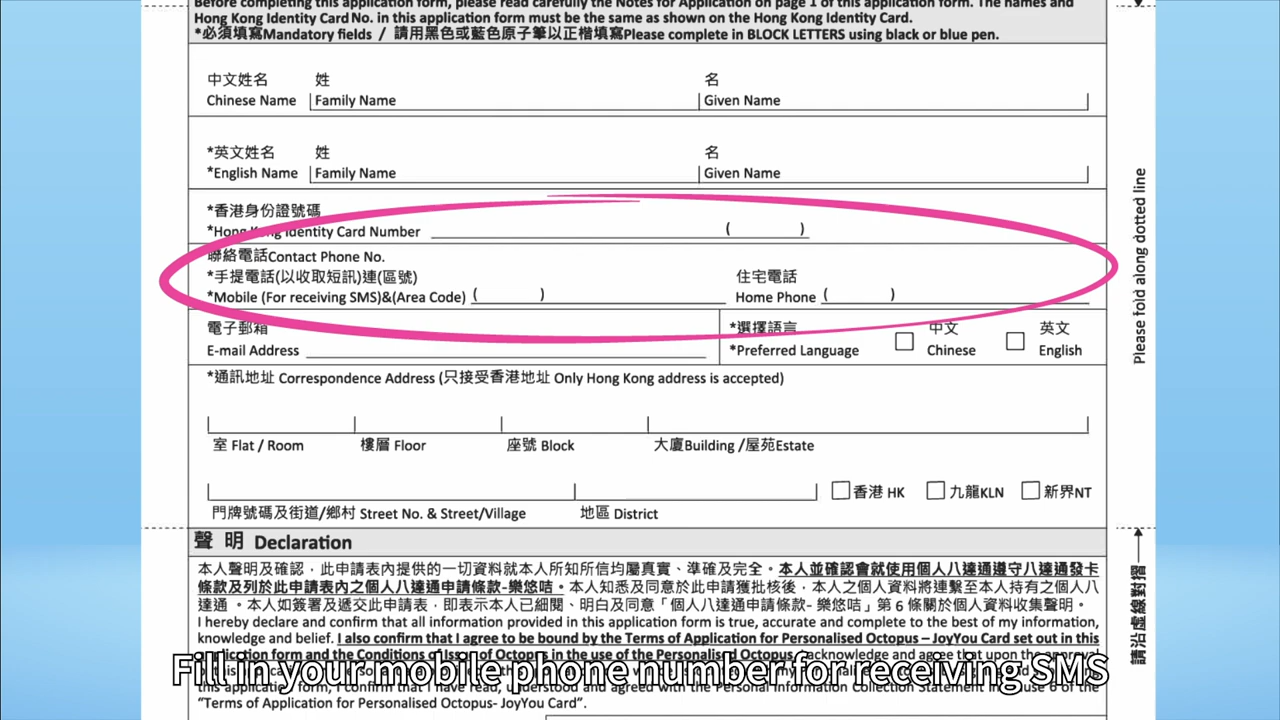 Before completing this application form, please read carefully the Notes for Application on page 1 of this application form. The names and
Hong Kong Identity Card No. in this application form must be the same as shown on the Hong Kong Identity Card.
*必須填寫Mandatory fields / 請用黑色或藍色原子筆以正楷填寫Please complete in BLOCK LETTERS using black or blue pen.
中文姓名 姓 名
Chinese Name Family Name Given Name
*英文姓名 姓 名
*English Name Family Name Given Name
*香港身份證號碼
*Hong Kong Identity Card Number ( )
聯絡電話Contact Phone No.
*手提電話(以收取短訊)連(區號) 住宅電話
*Mobile (For receiving SMS)&(Area Code) ( ) Home Phone ( )
電子郵箱 *選擇語言 中文 英文
E-mail Address *Preferred Language Chinese English
*通訊地址 Correspondence Address (只接受香港地址 Only Hong Kong address is accepted)
室 Flat / Room 樓層 Floor 座號 Block 大廈Building /屋苑Estate
香港 HK 九龍KLN 新界NT
門牌號碼及街道/鄉村 Street No. & Street/Village 地區 District
聲 明 Declaration
本人聲明及確認，此申請表內提供的一切資料就本人所知所信均屬真實、準確及完全。本人並確認會就使用個人八達通遵守八達通發卡
條款及列於此申請表內之個人八達通申請條款-樂悠咭。本人知悉及同意於此申請獲批核後，本人之個人資料將連繫至本人持有之個人八
達通 。本人如簽署及遞交此申請表，即表示本人已細閱、明白及同意「個人八達通申請條款- 樂悠咭」第 6 條關於個人資料收集聲明。
I hereby declare and confirm that all information provided in this application form is true, accurate and complete to the best of my information,
knowledge and belief. I also confirm that I agree to be bound by the Terms of Application for Personalised Octopus – JoyYou Card set out in this
application form and the Conditions of Issue of Octopus in the use of the Personalised Octopus. I acknowledge and agree that upon the approval
this application form, I confirm that I have read, understood and agreed with the Personal Information Collection Statement in Clause 6 of the
“Terms of Application for Personalised Octopus- JoyYou Card”.
Please fold along dotted line
請沿虛線對摺
Fill in your mobile phone number for receiving SMS